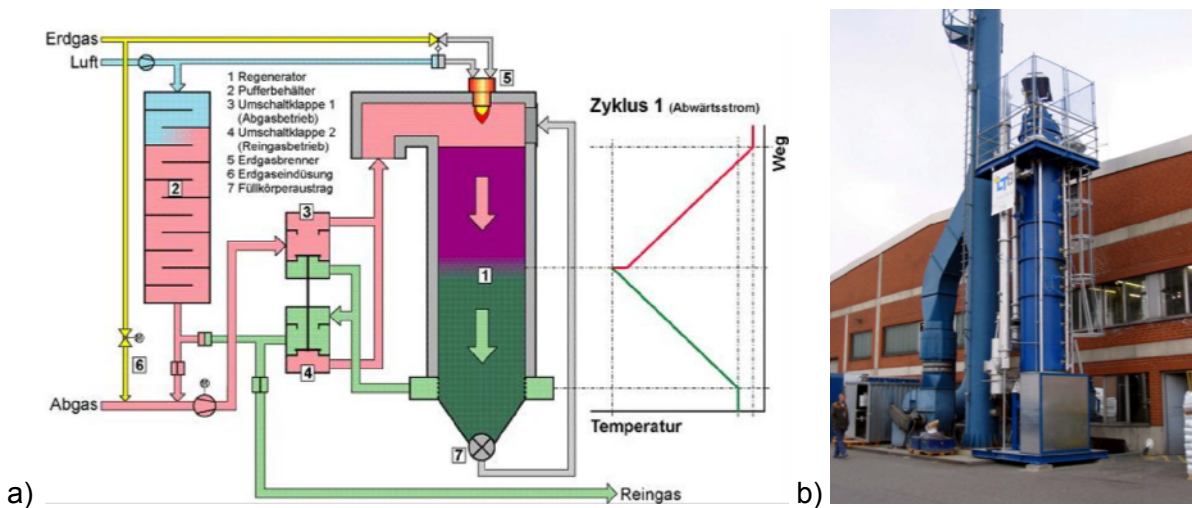 Erdgas
Luft
1 Regenerator
2 Pufferbehälter
3 Umschaltklappe 1
(Abgasbetrieb)
4 Umschaltklappe 2
(Reingasbetrieb)
5 Erdgasbrenner
6 Erdgaseindüsung
7 Füllkörperaustrag
5
2
3
1
4
6
7
M
M
Abgas
Reingas
Zyklus 1 (Abwärtsstrom)
Weg
Temperatur
a)
b)